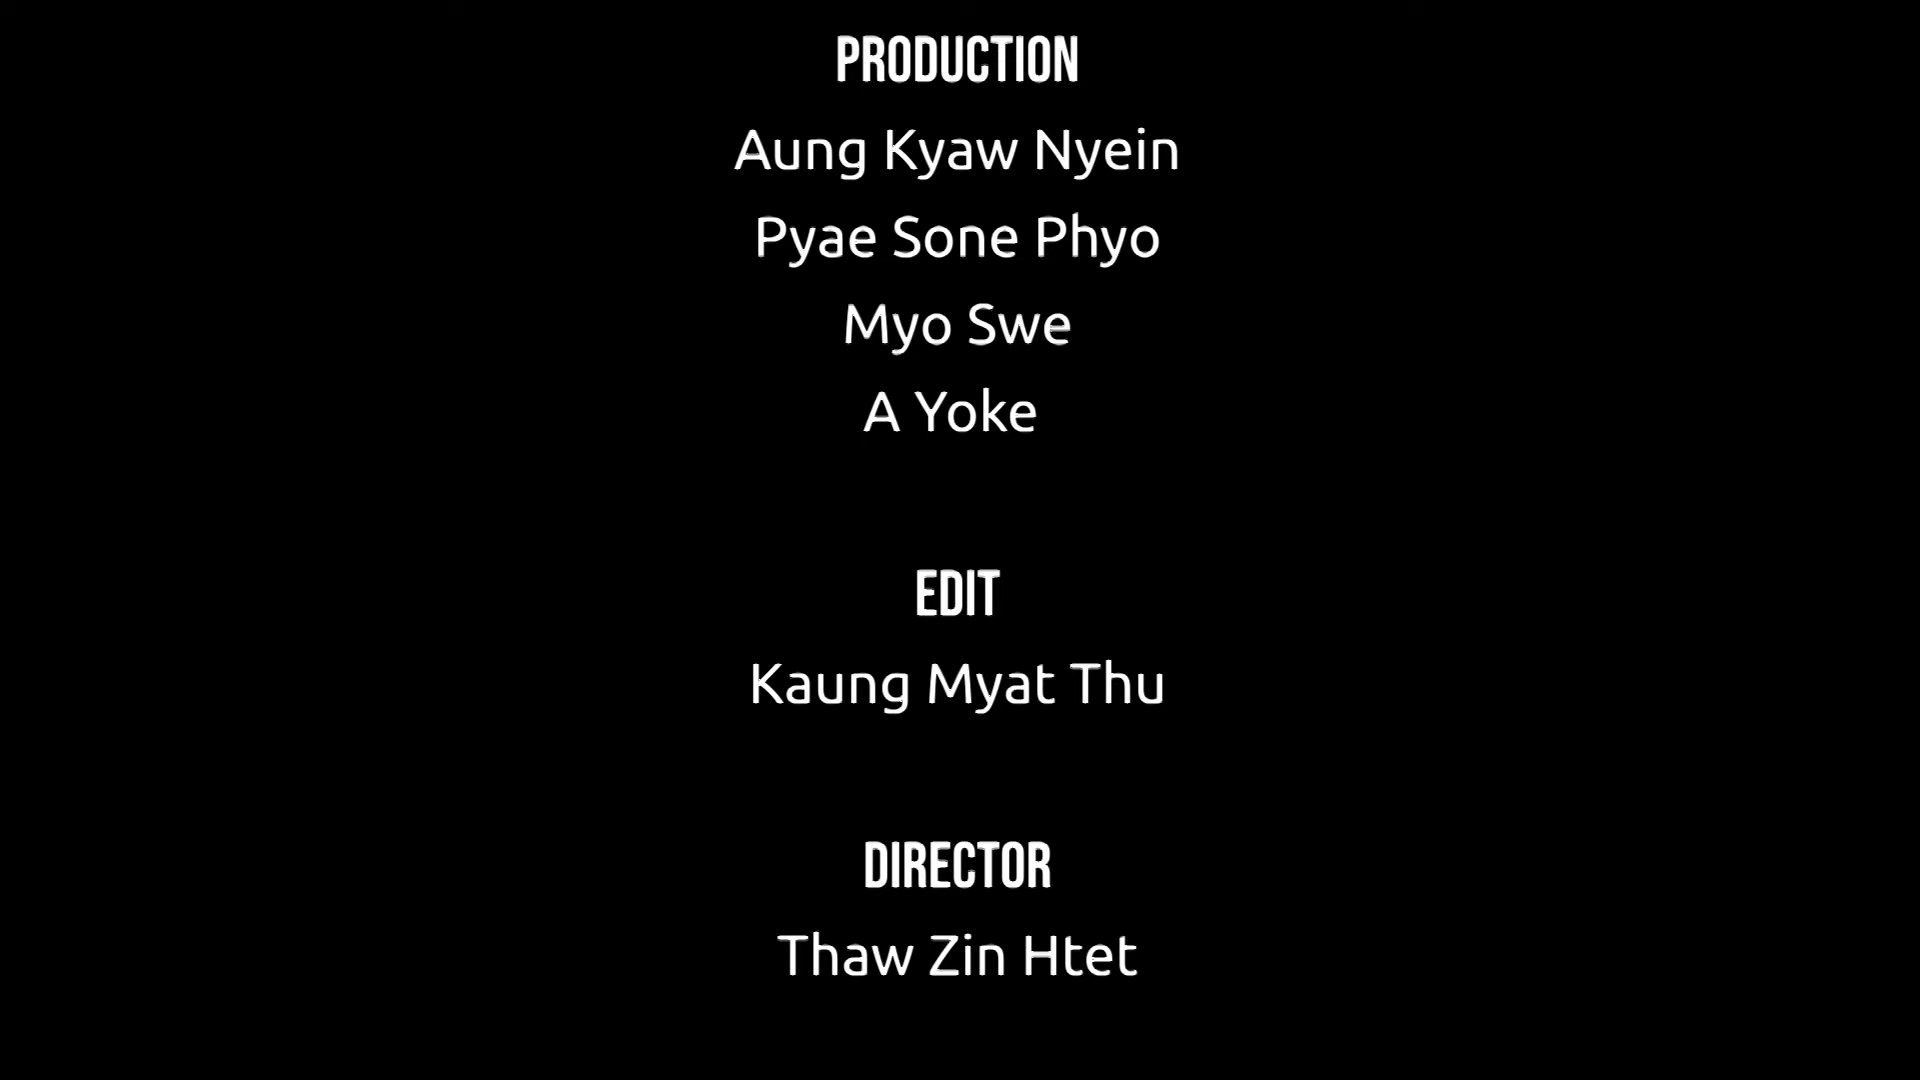 PRODUCTION
Aung Kyaw Nyein
Pyae Sone Phyo
Myo Swe
A Yoke
EDIT
Kaung Myat Thu
DIRECTOR
Thaw Zin Htet